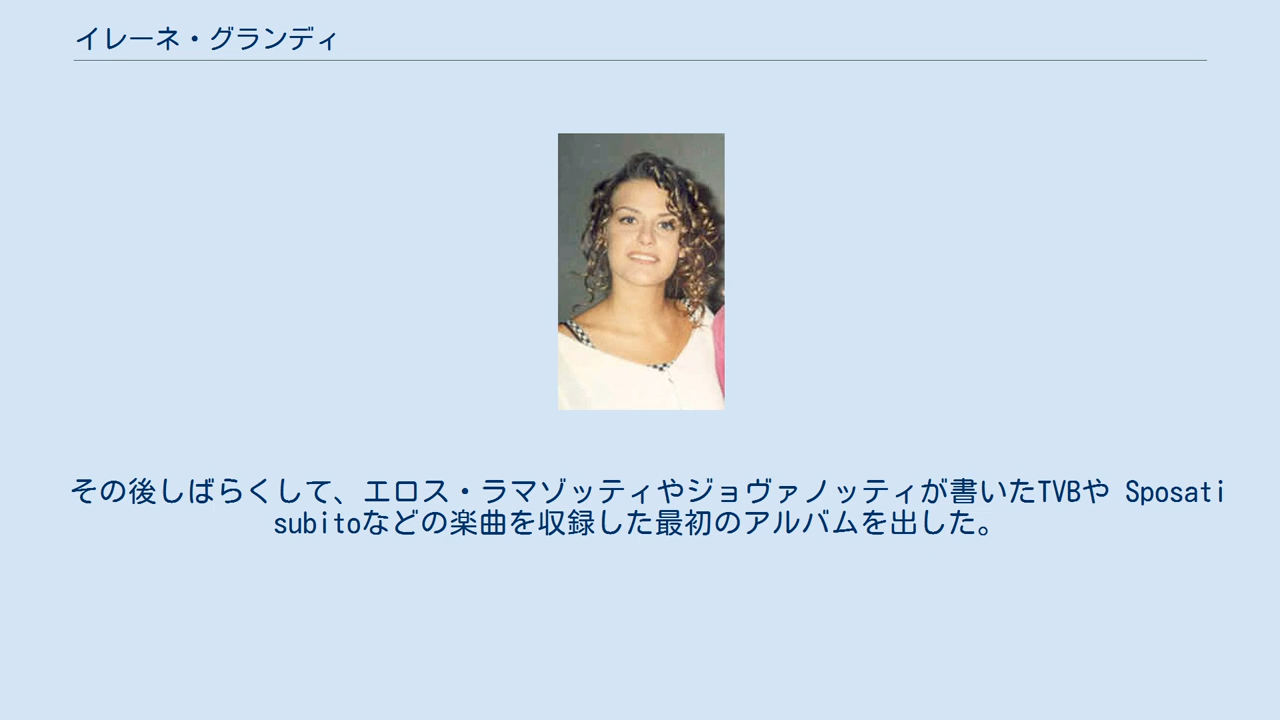 イレーネ・グランディ
その後しばらくして、エロス・ラマゾッティやジョヴァノッティが書いたTVBや Sposati
subitoなどの楽曲を収録した最初のアルバムを出した。